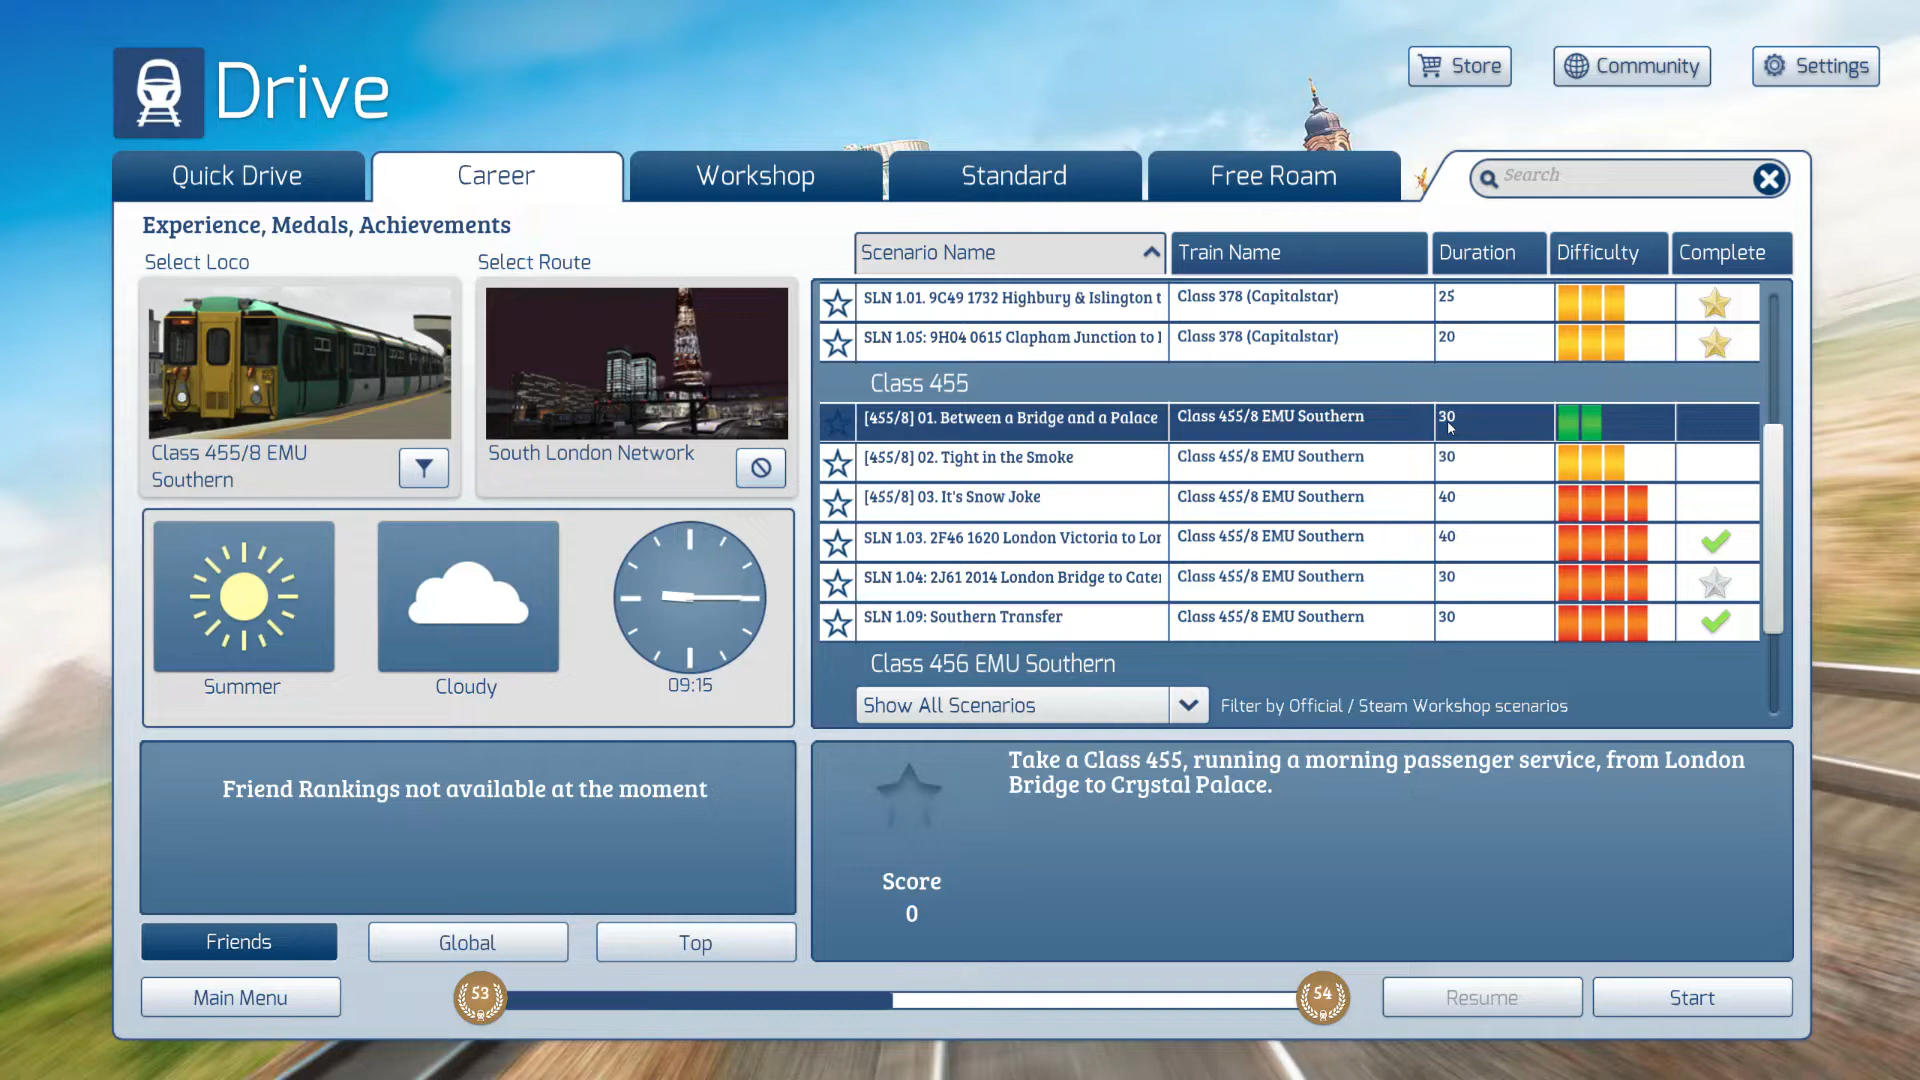 Drive
Store
Community
Settings
Quick Drive
Career
Workshop
Standard
Free Roam
Search
Experience, Medals, Achievements
Select Loco
Select Route
Class 455/8 EMU
Southern
South London Network
Summer
Cloudy
09:15
Scenario Name
Train Name
Duration
Difficulty
Complete
SLN 1.01. 9C49 1732 Highbury & Islington t
Class 378 (Capitalstar)
25
SLN 1.05: 9H04 0615 Clapham Junction to
Class 378 (Capitalstar)
20
Class 455
[455/8] 01. Between a Bridge and a Palace
Class 455/8 EMU Southern
30
[455/8] 02. Tight in the Smoke
Class 455/8 EMU Southern
30
[455/8] 03. It's Snow Joke
Class 455/8 EMU Southern
40
SLN 1.03. 2F46 1620 London Victoria to Lor
Class 455/8 EMU Southern
40
SLN 1.04: 2J61 2014 London Bridge to Cater
Class 455/8 EMU Southern
30
SLN 1.09: Southern Transfer
Class 455/8 EMU Southern
30
Class 456 EMU Southern
Show All Scenarios
Filter by Official / Steam Workshop scenarios
Friend Rankings not available at the moment
Take a Class 455, running a morning passenger service, from London
Bridge to Crystal Palace.
Score
0
Friends
Global
Top
Main Menu
53
54
Resume
Start